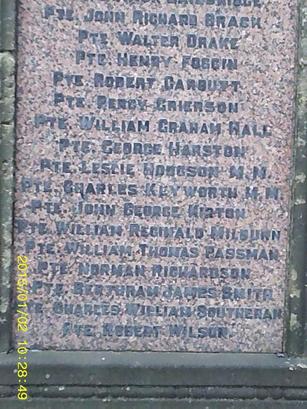 PTE. JOHN RICHARD BRACK
PTE. WALTER DRAKE
PTE. HENRY FOGGIN
PTE. ROBERT GARBUTT
PTE. PERCY GRIERSON
PTE. WILLIAM GRAHAM HALL
PTE. GEORGE HARSTON
PTE. LESLIE HODGSON M.M.
PTE. CHARLES KEYWORTH M.M.
PTE. JOHN GEORGE KIRTON
PTE. WILLIAM REGINALD MILBURN
PTE. WILLIAM THOMAS PASSMAN
PTE. NORMAN RICHARDSON
PTE. BERTHRAM JAMES SMITH
CHARLES WILLIAM SOUTHERAN
PTE. ROBERT WILSON
2015/01/02 10:28:49